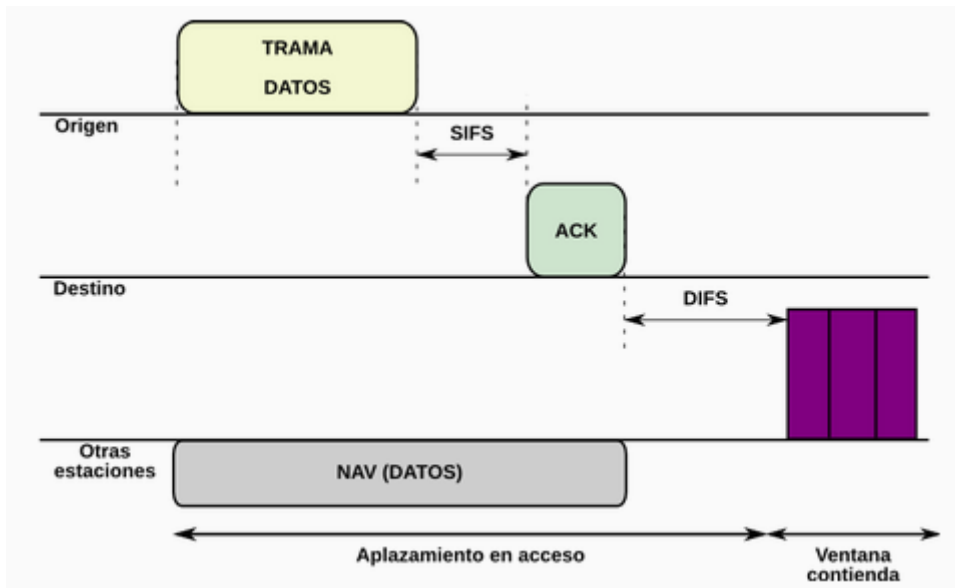 TRAMA
DATOS
Origen
SIFS
ACK
Destino
DIFS
Otras
estaciones
NAV (DATOS)
Aplazamiento en acceso
Ventana
contienda